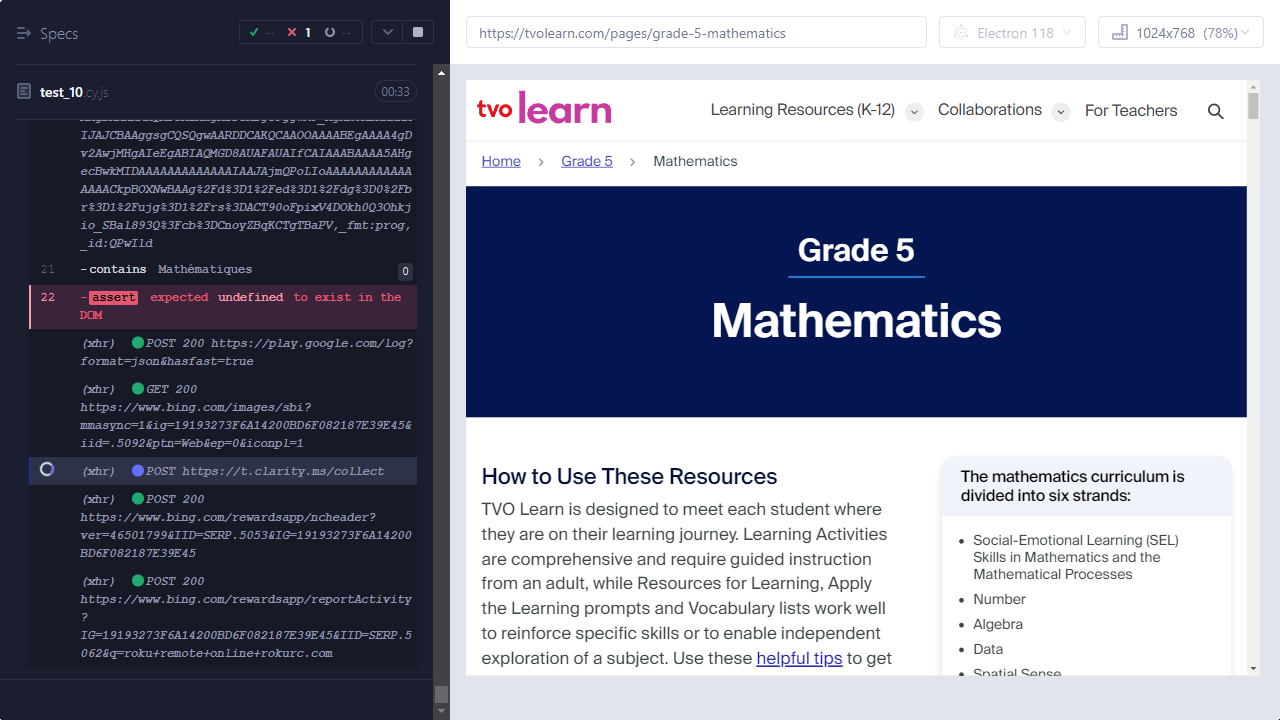 Specs
-- 1 --
test_10.cy.js
00:33
IJAJCBAAggsgCQSQgwAARDDCAKQCAAOOAAAABEgAAAA4gD
v2AwjMHgAIeEgABIAQMGD8AUAFAUAIfCAIAAABAAAA5AHg
ecBwkMIDAAAAAAAAAAAAAIAAJAjmQPoLIoAAAAAAAAAAAA
AAAACkpBOXNwBAAg%2Fd%3D1%2Fed%3D1%2Fdg%3D0%2Fb
r%3D1%2Fujg%3D1%2Frs%3DACT90oFpixV4DOkh0Q3Ohkj
io_SBal893Q%3Fcb%3DCnoyZBqKCTgTBaPV,_fmt:prog,
_id:QPwIld
21 -contains Mathématiques 0
22 -assert expected undefined to exist in the
DOM
(xhr) POST 200 https://play.google.com/log?
format=json&hasfast=true
(xhr) GET 200
https://www.bing.com/images/sbi?
mmasync=1&ig=19193273F6A14200BD6F082187E39E45&
iid=.5092&ptn=Web&ep=0&iconpl=1
(xhr) POST https://t.clarity.ms/collect
(xhr) POST 200
https://www.bing.com/rewardsapp/ncheader?
ver=46501799&IID=SERP.5053&IG=19193273F6A14200
BD6F082187E39E45
(xhr) POST 200
https://www.bing.com/rewardsapp/reportActivity
?
IG=19193273F6A14200BD6F082187E39E45&IID=SERP.5
062&q=roku+remote+online+rokurc.com
https://tvolearn.com/pages/grade-5-mathematics
Electron 118
1024x768 (78%)
tvo learn
Learning Resources (K-12)
Collaborations
For Teachers
Home > Grade 5 > Mathematics
Grade 5
Mathematics
How to Use These Resources
TVO Learn is designed to meet each student where
they are on their learning journey. Learning Activities
are comprehensive and require guided instruction
from an adult, while Resources for Learning, Apply
the Learning prompts and Vocabulary lists work well
to reinforce specific skills or to enable independent
exploration of a subject. Use these helpful tips to get
The mathematics curriculum is
divided into six strands:
• Social-Emotional Learning (SEL)
Skills in Mathematics and the
Mathematical Processes
• Number
• Algebra
• Data
• Spatial Sense